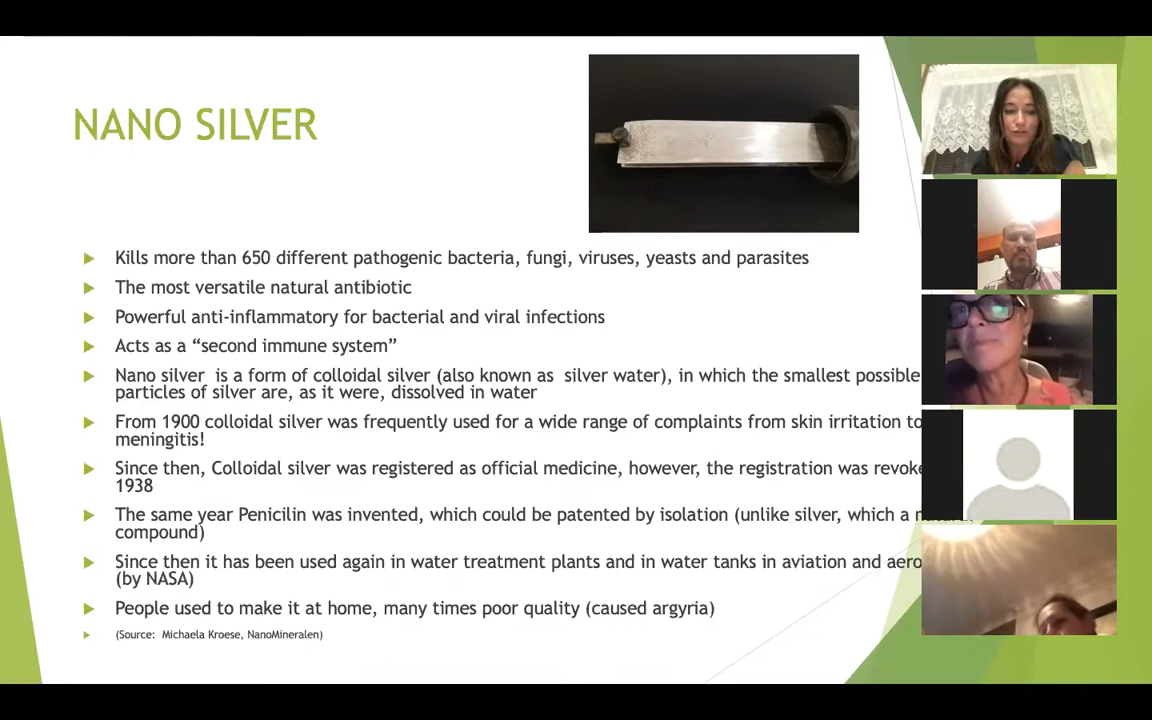 NANO SILVER
Kills more than 650 different pathogenic bacteria, fungi, viruses, yeasts and parasites
The most versatile natural antibiotic
Powerful anti-inflammatory for bacterial and viral infections
Acts as a “second immune system”
Nano silver is a form of colloidal silver (also known as silver water), in which the smallest possible
particles of silver are, as it were, dissolved in water
From 1900 colloidal silver was frequently used for a wide range of complaints from skin irritation to
meningitis!
Since then, Colloidal silver was registered as official medicine, however, the registration was
1938
The same year Penicilin was invented, which could be patented by isolation (unlike silver, which a
compound)
Since then it has been used again in water treatment plants and in water tanks in aviation and
(by NASA)
People used to make it at home, many times poor quality (caused argyria)
(Source: Michaela Kroese, NanoMineralen)